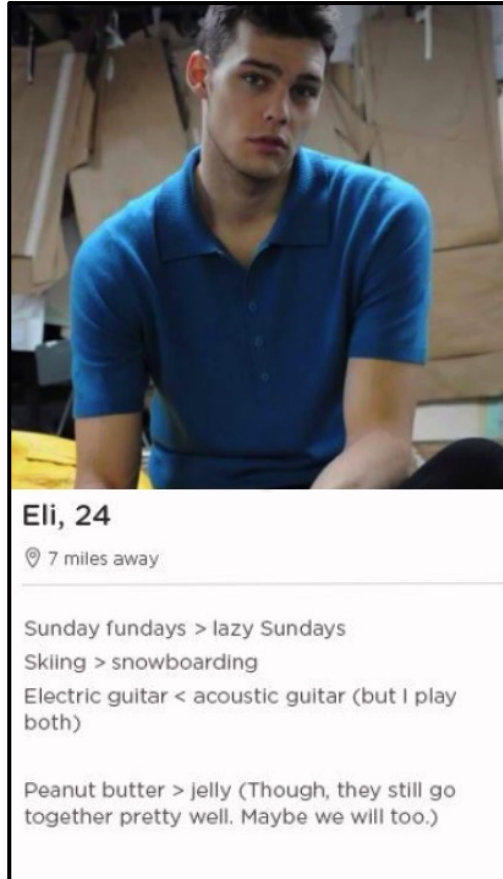 Eli, 24
7 miles away
Sunday fundays > lazy Sundays
Skiing > snowboarding
Electric guitar < acoustic guitar (but I play
both)
Peanut butter > jelly (Though, they still go
together pretty well. Maybe we will too.)